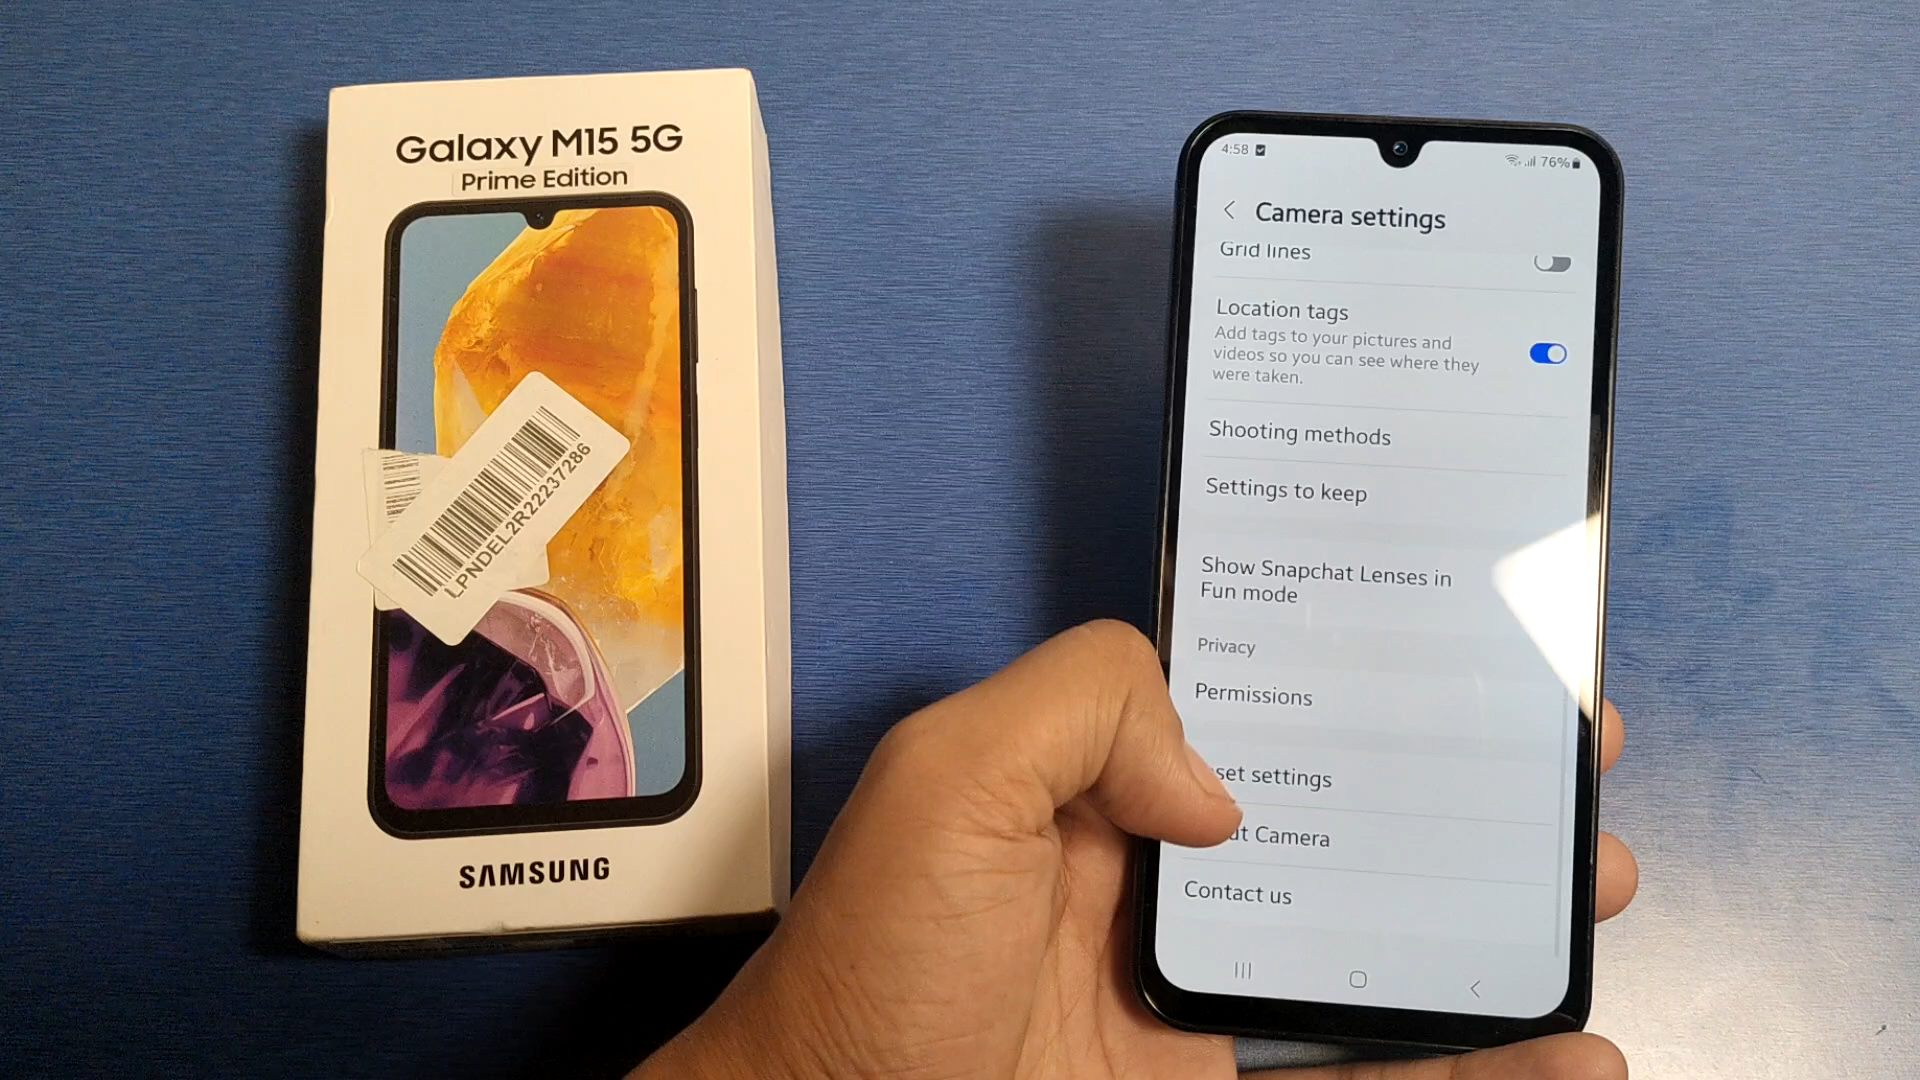 Galaxy M15 5G
Prime Edition
LPNDEL2R22237286
SAMSUNG
4:58
76%
Camera settings
Grid lines
Location tags
Add tags to your pictures and
videos so you can see where they
were taken.
Shooting methods
Settings to keep
Show Snapchat Lenses in
Fun mode
Privacy
Permissions
set settings
ut Camera
Contact us